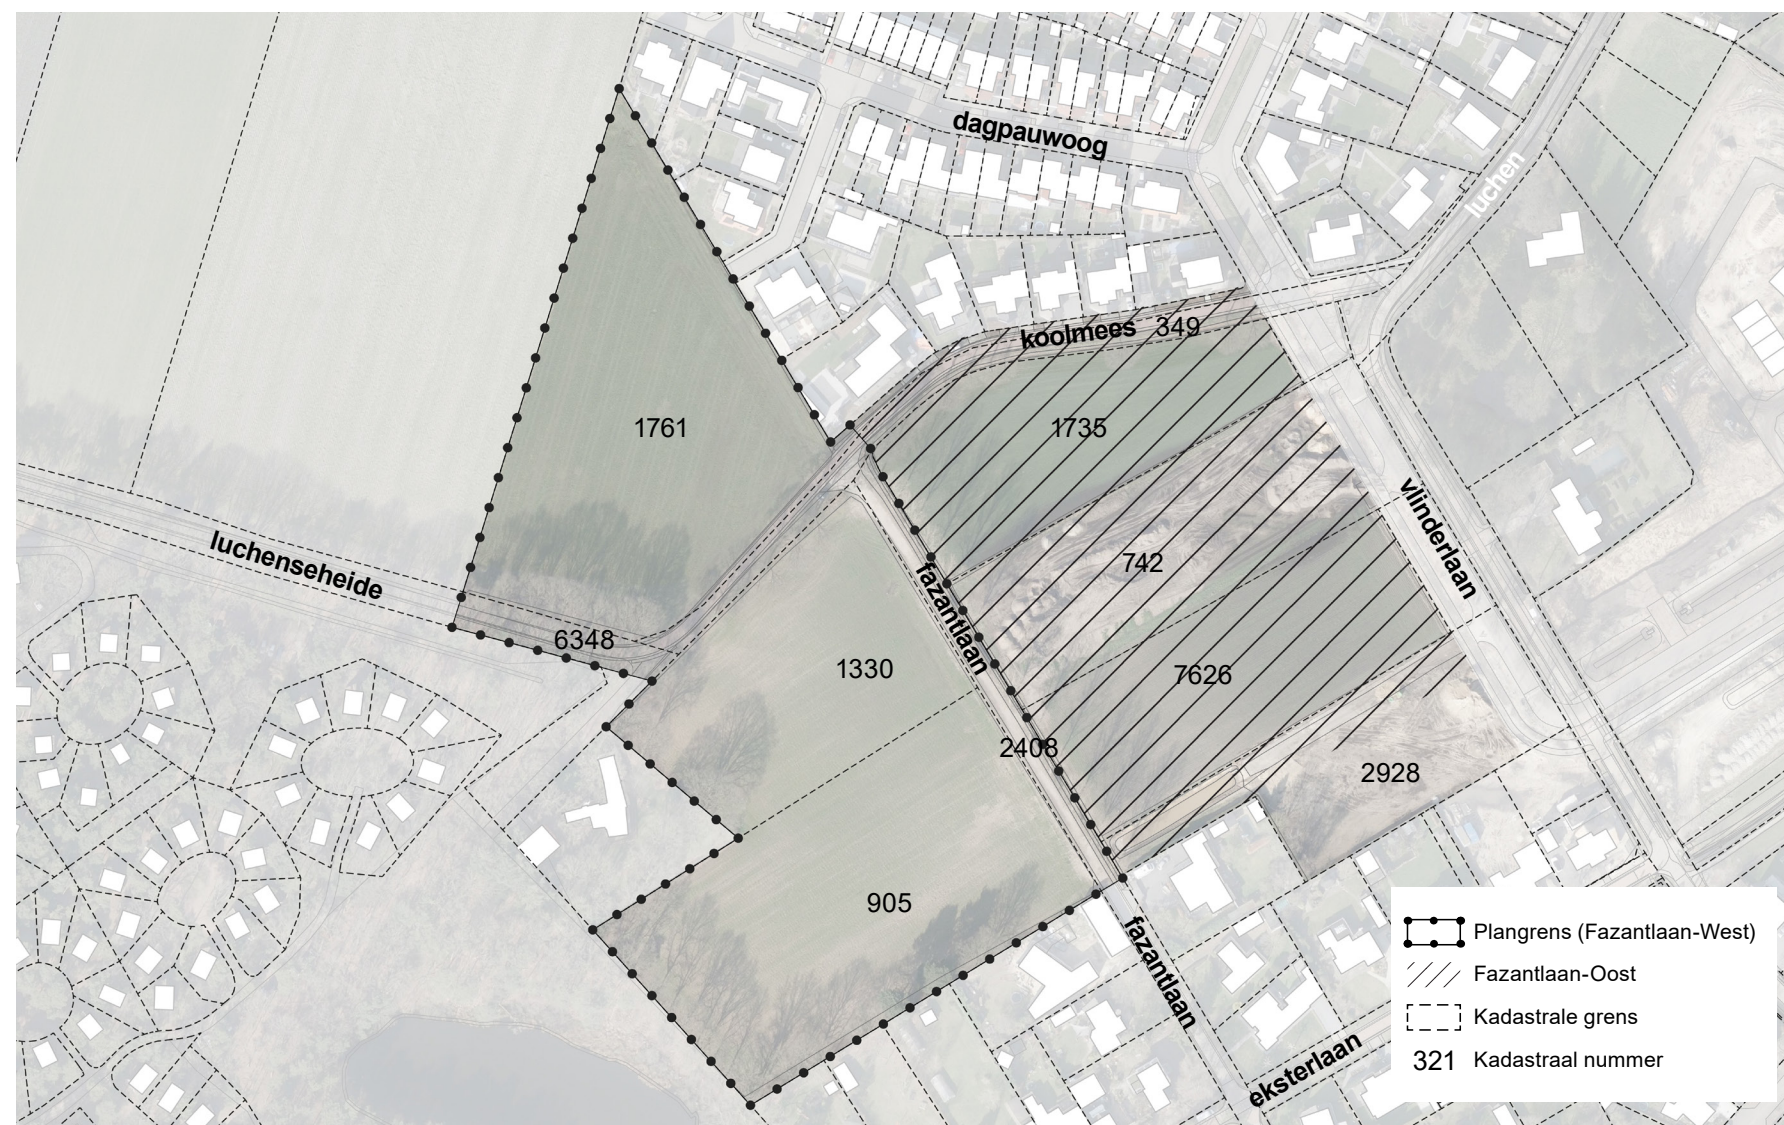 dagpauwoog
luchen
koolmees
349
1761
1735
vlinderlaan
luchenseheide
742
fazantlaan
6348
1330
7626
2408
2928
905
fazantlaan
eksterlaan
Plangrens (Fazantlaan-West)
Fazantlaan-Oost
Kadastrale grens
321 Kadastraal nummer